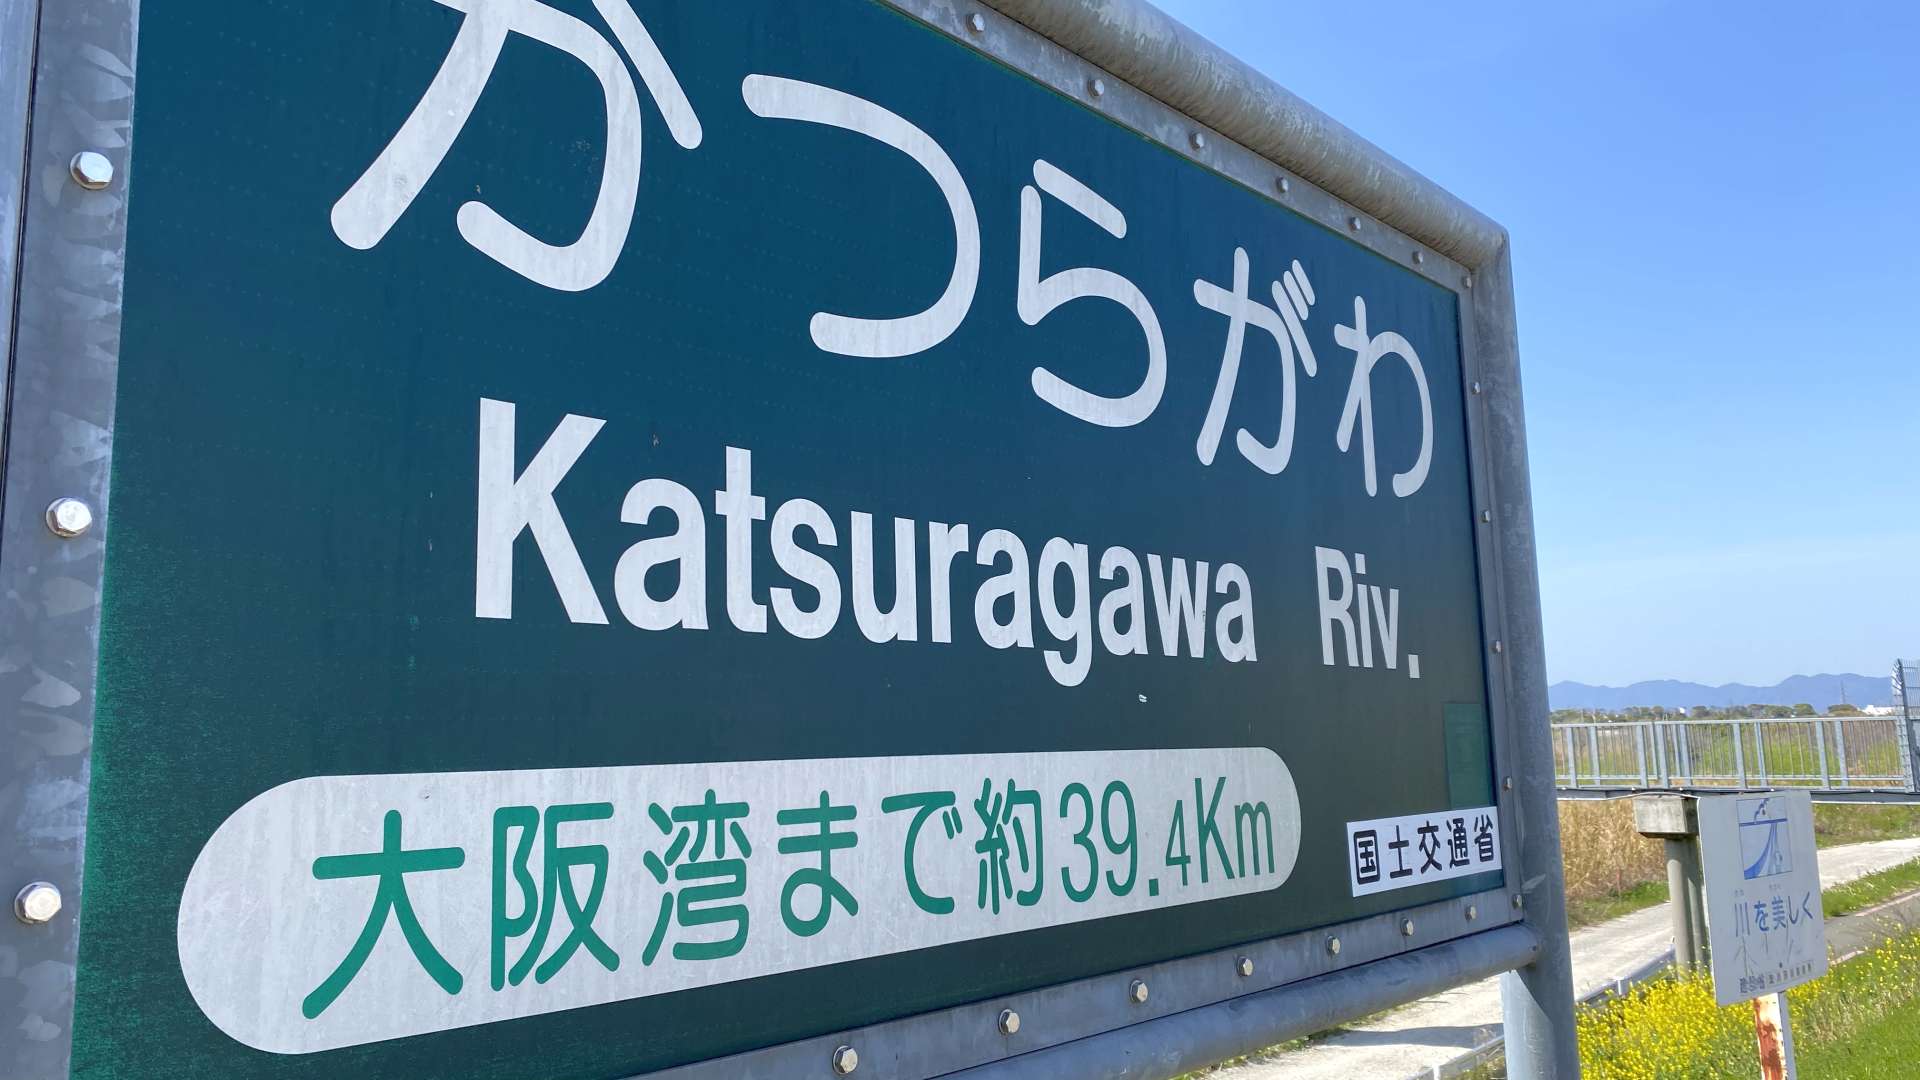 かつらがわ
Katsuragawa Riv.
大阪湾まで約39.4Km
国土交通省
川を美しく